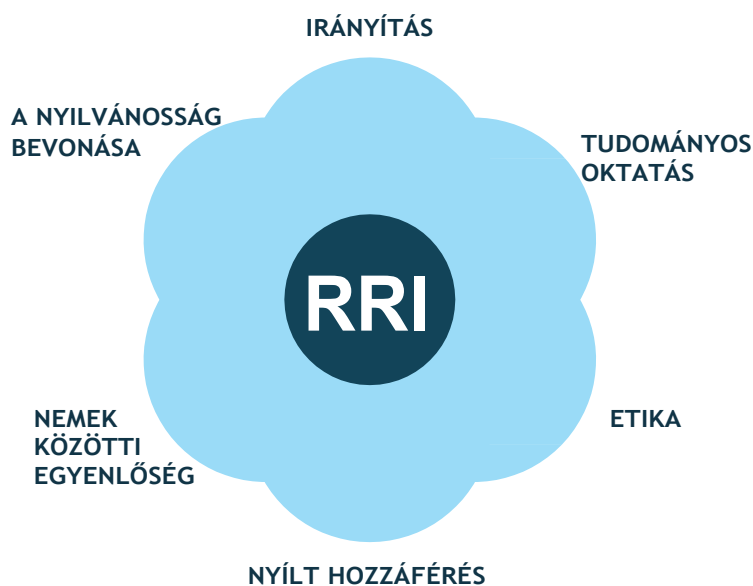 IRÁNYÍTÁS
A NYILVÁNOSSÁG
BEVONÁSA
TUDOMÁNYOS
OKTATÁS
RRI
NEMEK
KÖZÖTTI
EGYENLŐSÉG
ETIKA
NYÍLT HOZZÁFÉRÉS